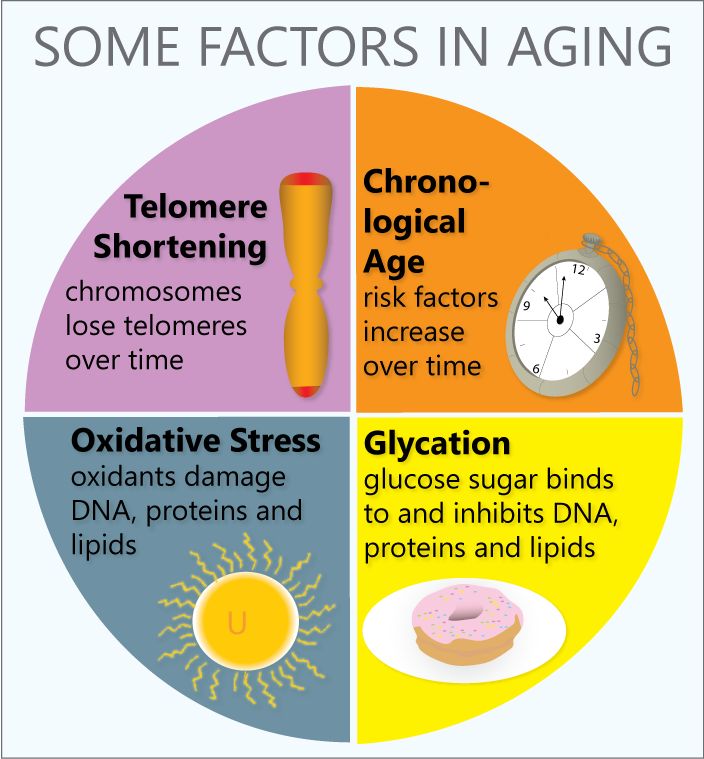 SOME FACTORS IN AGING
Telomere
Shortening
chromosomes
lose telomeres
over time
Chrono-
logical
Age
risk factors
increase
over time
12
9
3
6
Oxidative Stress
oxidants damage
DNA, proteins and
lipids
U
Glycation
glucose sugar binds
to and inhibits DNA,
proteins and lipids